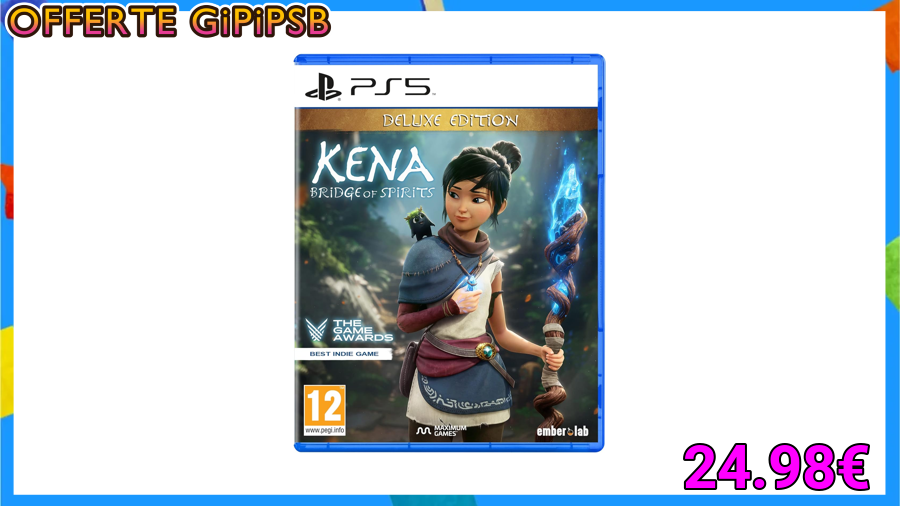 OFFERTE GiPiPSB
PS5
DELUXE EDITION
KENA
BRIDGE OF SPIRITS
THE
GAME
AWARDS
BEST INDIE GAME
12
www.pegi.info
MAXIMUM
GAMES
ember lab
24.98€